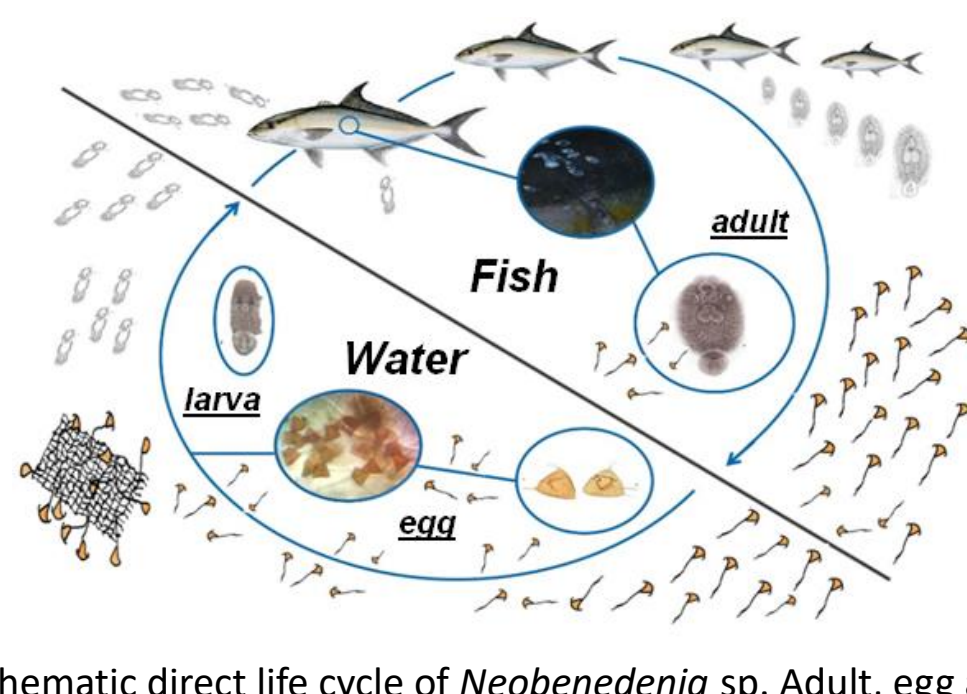 adult
Fish
Water
larva
egg
hematic direct life cycle of Neobenedenia sp. Adult, egg